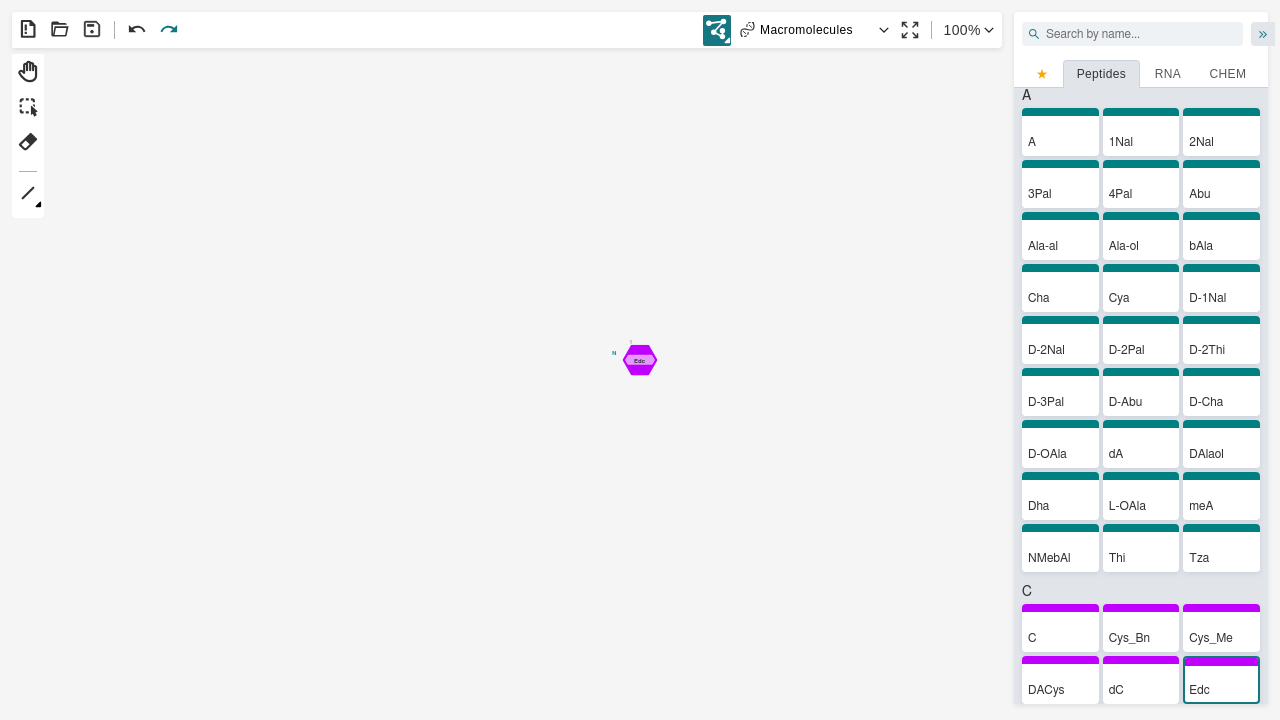 Macromolecules
100%
Search by name...
Peptides
RNA
CHEM
A
A
1Nal
2Nal
3Pal
4Pal
Abu
Ala-al
Ala-ol
bAla
Cha
Cya
D-1Nal
D-2Nal
D-2Pal
D-2Thi
D-3Pal
D-Abu
D-Cha
D-OAla
dA
DAlaol
Dha
L-OAla
meA
NMebAl
Thi
Tza
C
C
Cys_Bn
Cys_Me
DACys
dC
Edc
1
N
Edc